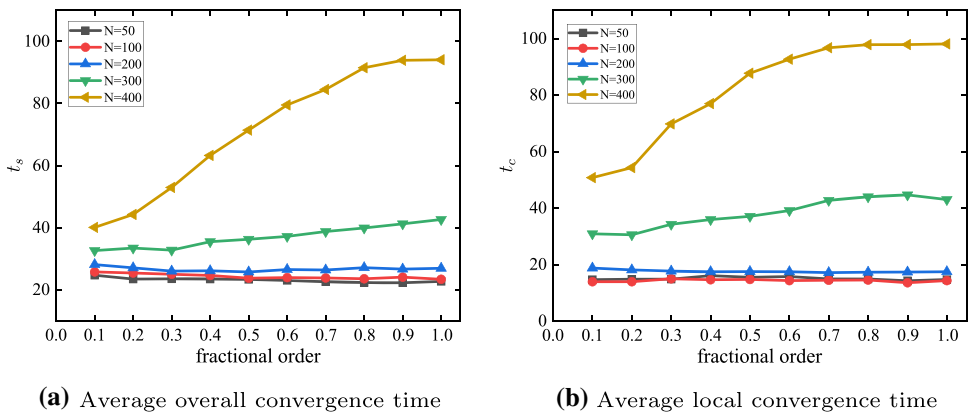 N=50
N=100
N=200
N=300
N=400
100
80
60
40
20
t_s
0.0 0.1 0.2 0.3 0.4 0.5 0.6 0.7 0.8 0.9 1.0
fractional order
(a) Average overall convergence time
N=50
N=100
N=200
N=300
N=400
100
80
60
40
20
0
t_c
0.0 0.1 0.2 0.3 0.4 0.5 0.6 0.7 0.8 0.9 1.0
fractional order
(b) Average local convergence time